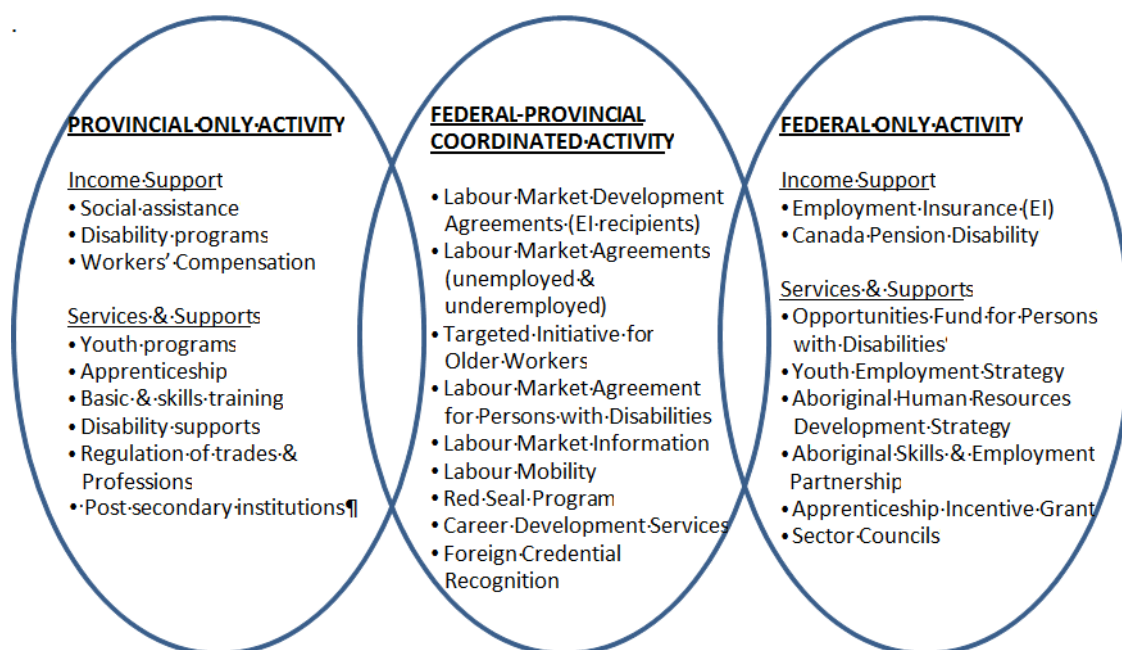 PROVINCIAL·ONLY·ACTIVITY
Income·Support
•Social·assistance
•Disability·programs
•Workers'·Compensation
Services·&·Supports
•Youth·programs
•Apprenticeship
•Basic·&·skills·training
•Disability·supports
•Regulation·of·trades·&
Professions
•·Post·secondary·institutions¶
FEDERAL-PROVINCIAL
COORDINATED·ACTIVITY
•Labour·Market·Development
Agreements·(EI·recipients)
•Labour·Market·Agreements
(unemployed·&
underemployed)
•Targeted·Initiative·for
Older·Workers
•Labour·Market·Agreement
for·Persons·with·Disabilities
•Labour·Market·Information
•Labour·Mobility
•Red·Seal·Program
•Career·Development·Services
•Foreign·Credential
Recognition
FEDERAL·ONLY·ACTIVITY
Income·Support
•Employment·Insurance·(EI)
•Canada·Pension·Disability
Services·&·Supports
•Opportunities·Fund·for·Persons
with·Disabilities'
•Youth·Employment·Strategy
•Aboriginal·Human·Resources
Development·Strategy
•Aboriginal·Skills·&·Employment
Partnership
•Apprenticeship·Incentive·Grant
•Sector·Councils